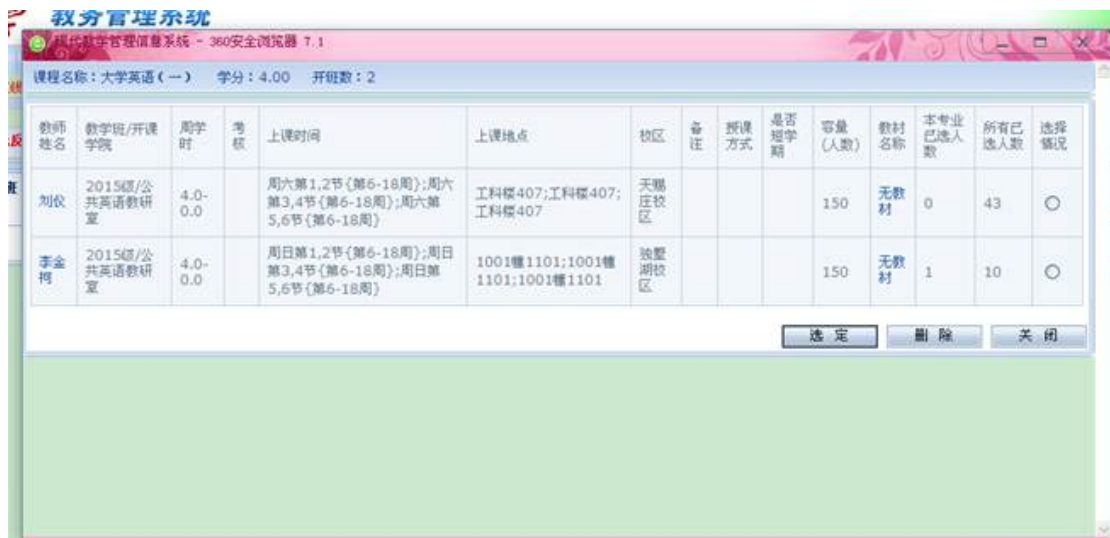 教务管理系统
现代教学管理信息系统 - 360安全浏览器 7.1
课程名称：大学英语(一) 学分：4.00 开班数：2
教师姓名 教学班/开课学院 周学时 考核 上课时间 上课地点 校区 备注 授课方式 是否短学期 容量(人数) 教材名称 本专业已选人数 所有已选人数 选择情况
周六第1,2节{第6-18周};周六
刘仪 2015级/公共英语教研室 4.0-0.0 第3,4节{第6-18周};周六第 工科楼407;工科楼407; 天赐庄校区 150 无教材 0 43
5,6节{第6-18周} 工科楼407
周日第1,2节{第6-18周};周日
李金珂 2015级/公共英语教研室 4.0-0.0 第3,4节{第6-18周};周日第 1001幢1101;1001幢 独墅湖校区 150 无教材 1 10
5,6节{第6-18周} 1101;1001幢1101
选 定 删 除 关 闭